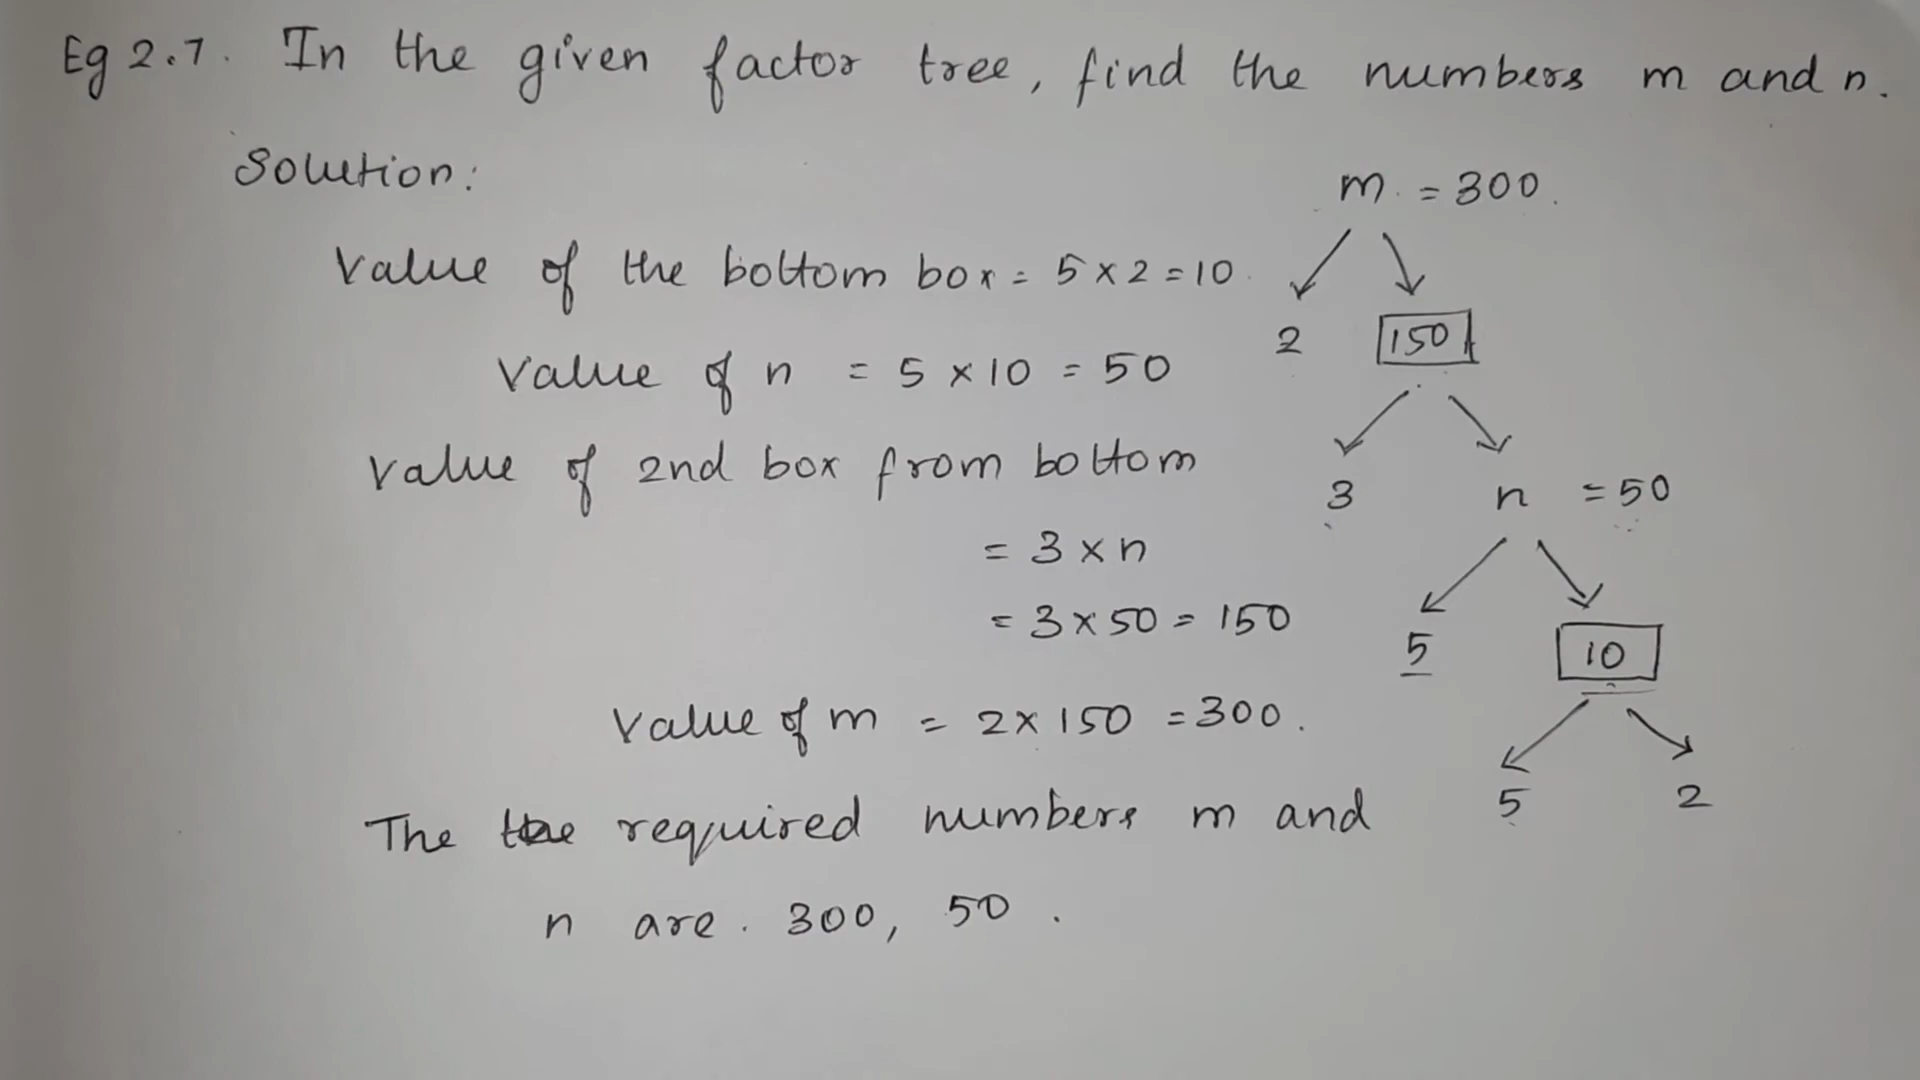 Eg 2.7. In the given factor tree, find the numbers m and n.
Solution:
m = 300.
Value of the bottom box = 5 x 2 = 10
2 150
Value of n = 5 x 10 = 50
Value of 2nd box from bottom
3 n = 50
= 3 x n
= 3 x 50 = 150
5 10
Value of m = 2 x 150 = 300.
5 2
The the required numbers m and
n are. 300, 50.